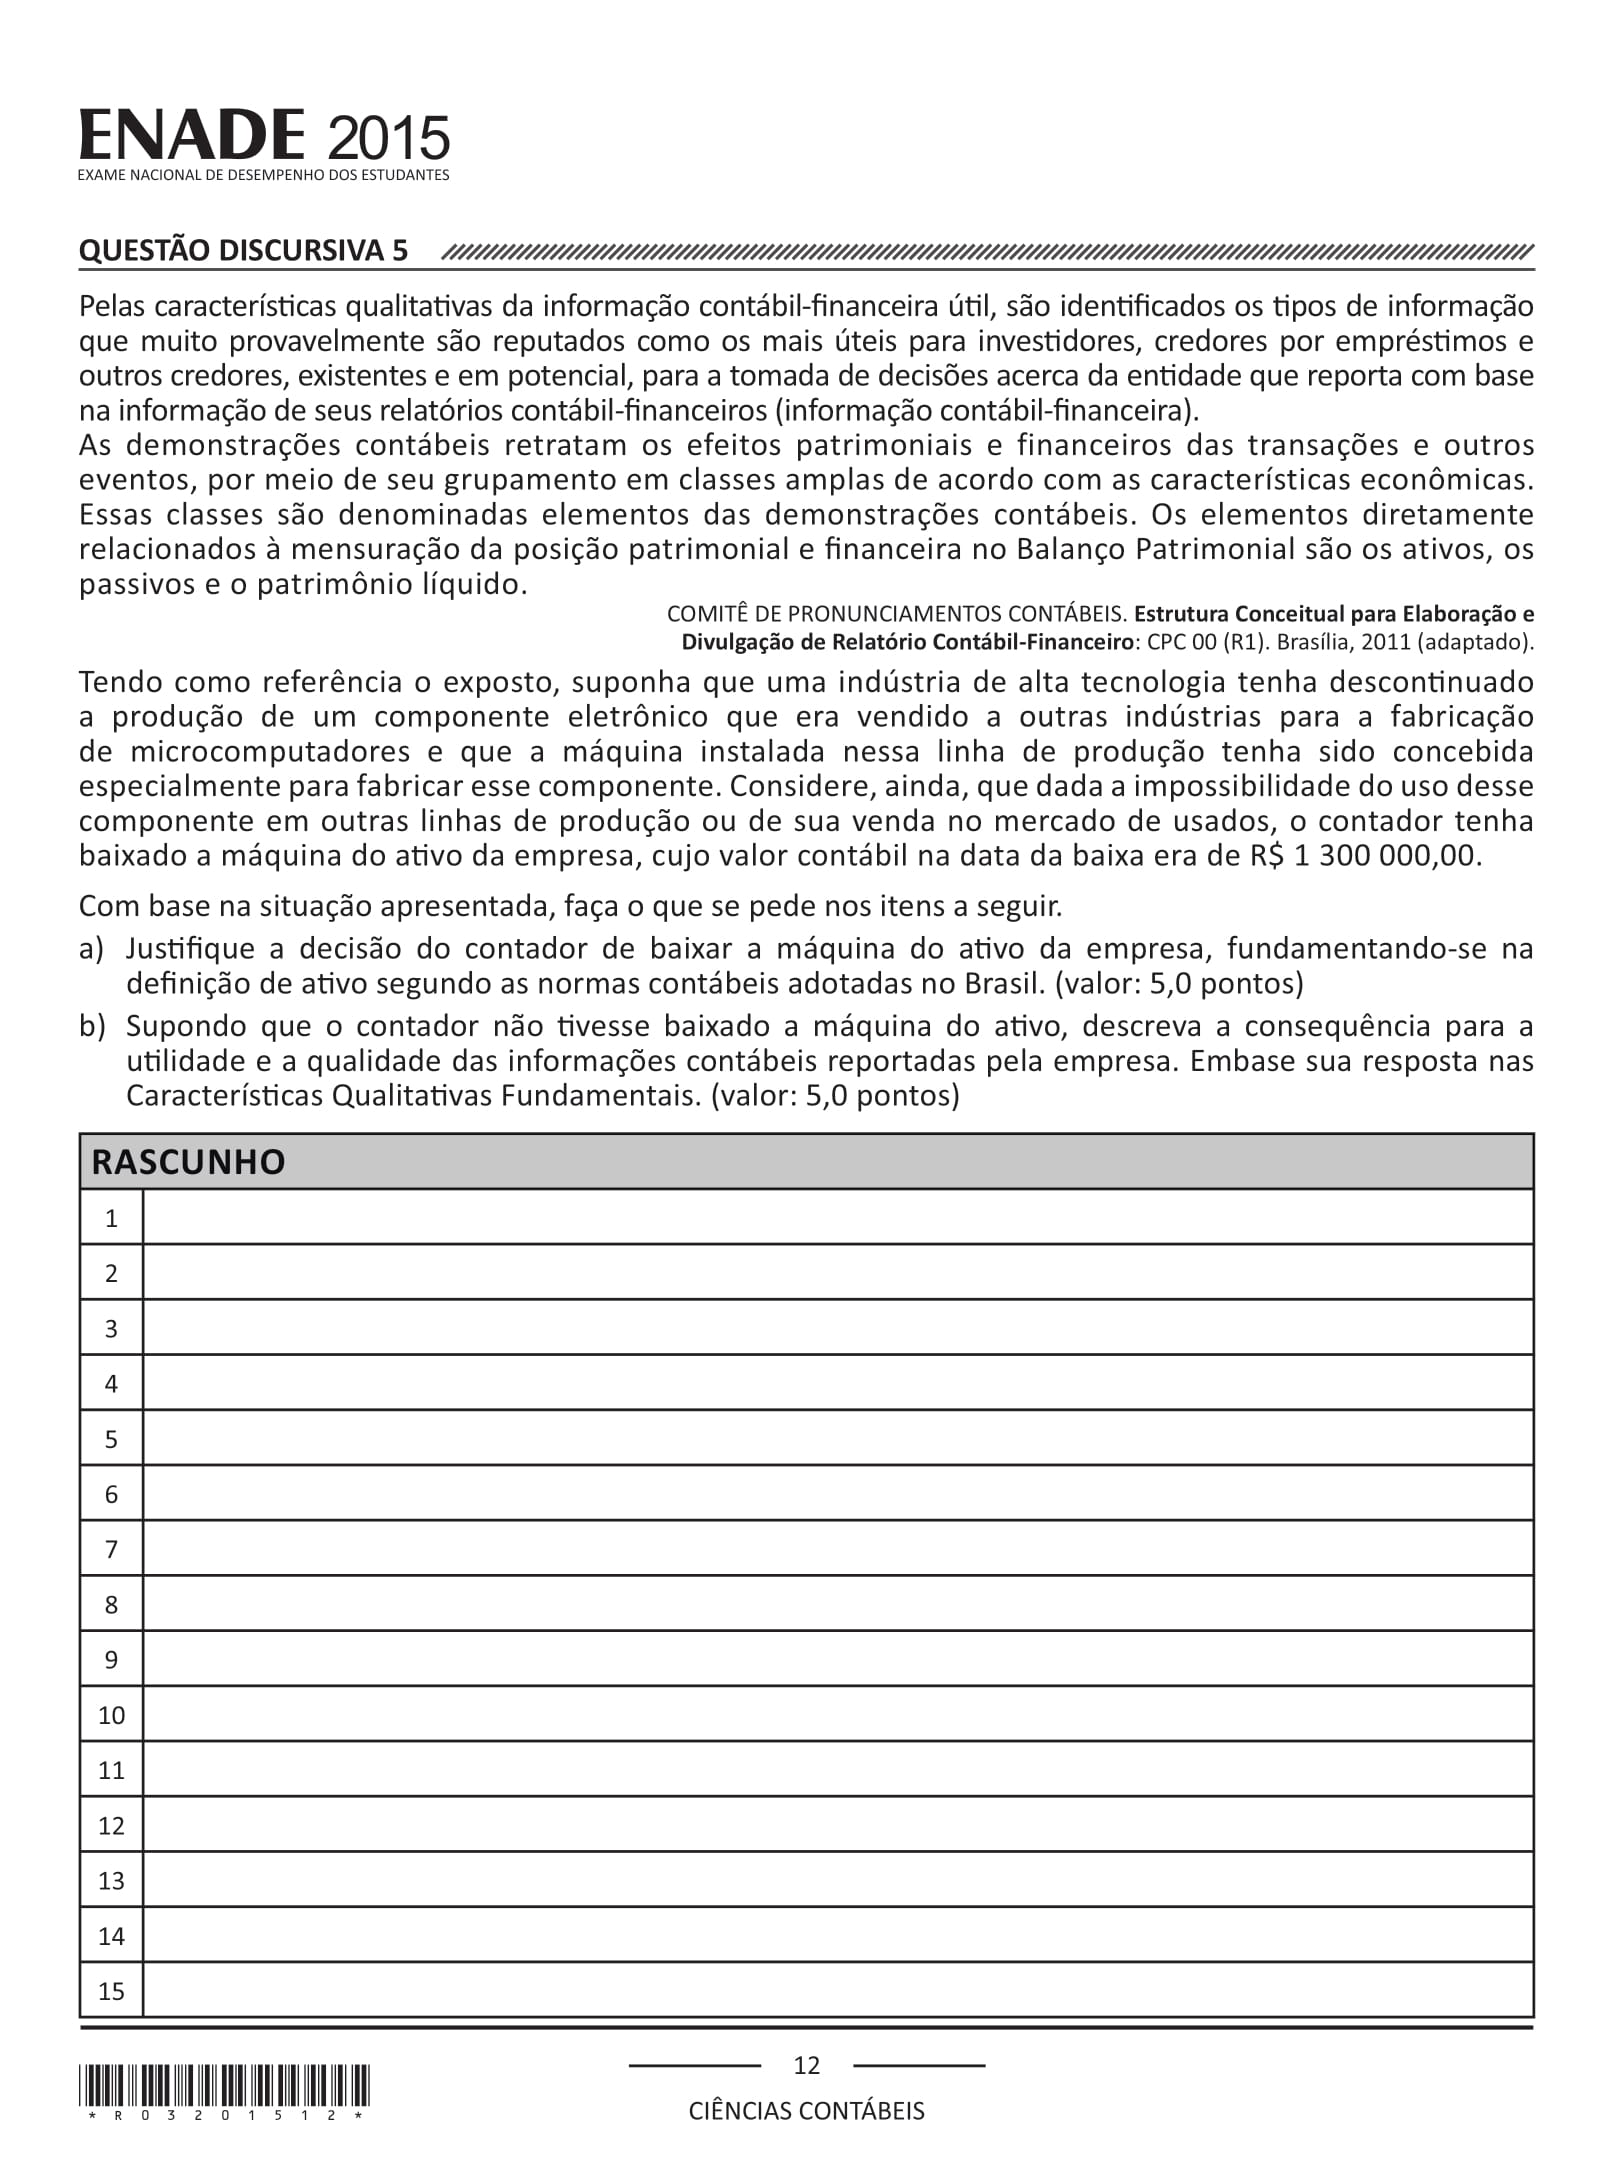 ENADE 2015
EXAME NACIONAL DE DESEMPENHO DOS ESTUDANTES
QUESTÃO DISCURSIVA 5
Pelas características qualitativas da informação contábil-financeira útil, são identificados os tipos de informação
que muito provavelmente são reputados como os mais úteis para investidores, credores por empréstimos e
outros credores, existentes e em potencial, para a tomada de decisões acerca da entidade que reporta com base
na informação de seus relatórios contábil-financeiros (informação contábil-financeira).
As demonstrações contábeis retratam os efeitos patrimoniais e financeiros das transações e outros
eventos, por meio de seu grupamento em classes amplas de acordo com as características econômicas.
Essas classes são denominadas elementos das demonstrações contábeis. Os elementos diretamente
relacionados à mensuração da posição patrimonial e financeira no Balanço Patrimonial são os ativos, os
passivos e o patrimônio líquido.
COMITÊ DE PRONUNCIAMENTOS CONTÁBEIS. Estrutura Conceitual para Elaboração e
Divulgação de Relatório Contábil-Financeiro: CPC 00 (R1). Brasília, 2011 (adaptado).
Tendo como referência o exposto, suponha que uma indústria de alta tecnologia tenha descontinuado
a produção de um componente eletrônico que era vendido a outras indústrias para a fabricação
de microcomputadores e que a máquina instalada nessa linha de produção tenha sido concebida
especialmente para fabricar esse componente. Considere, ainda, que dada a impossibilidade do uso desse
componente em outras linhas de produção ou de sua venda no mercado de usados, o contador tenha
baixado a máquina do ativo da empresa, cujo valor contábil na data da baixa era de R$ 1 300 000,00.
Com base na situação apresentada, faça o que se pede nos itens a seguir.
a) Justifique a decisão do contador de baixar a máquina do ativo da empresa, fundamentando-se na
definição de ativo segundo as normas contábeis adotadas no Brasil. (valor: 5,0 pontos)
b) Supondo que o contador não tivesse baixado a máquina do ativo, descreva a consequência para a
utilidade e a qualidade das informações contábeis reportadas pela empresa. Embase sua resposta nas
Características Qualitativas Fundamentais. (valor: 5,0 pontos)
RASCUNHO
1
2
3
4
5
6
7
8
9
10
11
12
13
14
15
*R0320151​2*
12
CIÊNCIAS CONTÁBEIS